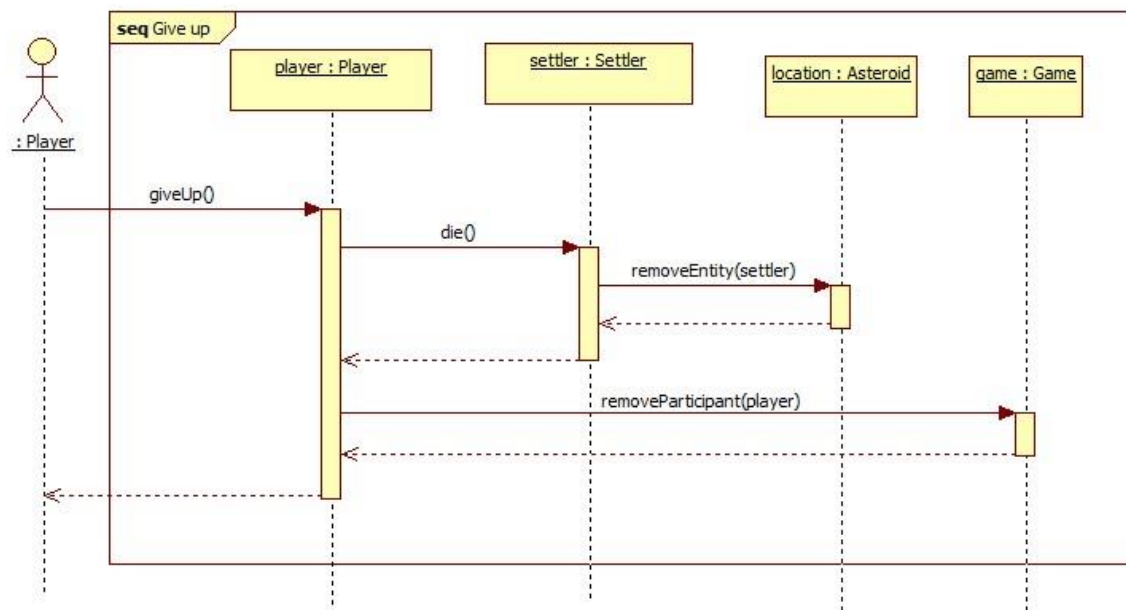 seq Give up
player : Player
settler : Settler
location : Asteroid
game : Game
: Player
giveUp()
die()
removeEntity(settler)
removeParticipant(player)